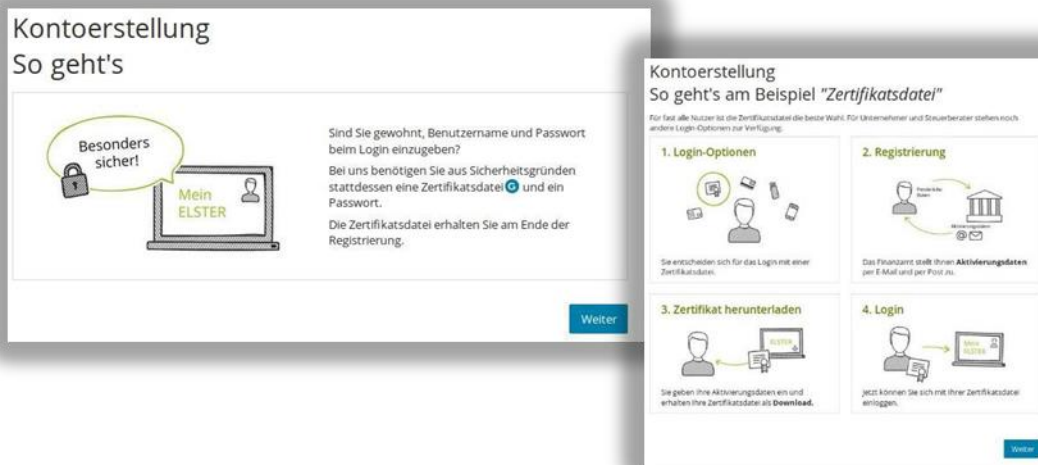 Kontoerstellung
So geht's
Besonders
sicher!
Mein
ELSTER
Sind Sie gewohnt, Benutzername und Passwort
beim Login einzugeben?
Bei uns benötigen Sie aus Sicherheitsgründen
stattdessen eine Zertifikatsdatei G und ein
Passwort.
Die Zertifikatsdatei erhalten Sie am Ende der
Registrierung.
Weiter
Kontoerstellung
So geht's am Beispiel "Zertifikatsdatei"
Für fast alle Nutzer ist die Zertifikatsdatei die beste Wahl. Für Unternehmer und Steuerberater stehen noch
andere Login-Optionen zur Verfügung.
1. Login-Optionen
Sie entscheiden sich für das Login mit einer
Zertifikatsdatei.
2. Registrierung
Persönliche
Daten
Aktivierungsdaten
Das Finanzamt stellt Ihnen Aktivierungsdaten
per E-Mail und per Post zu.
3. Zertifikat herunterladen
ELSTER
Sie geben Ihre Aktivierungsdaten ein und
erhalten Ihre Zertifikatsdatei als Download.
4. Login
Mein
ELSTER
Jetzt können Sie sich mit Ihrer Zertifikatsdatei
einloggen.
Weiter